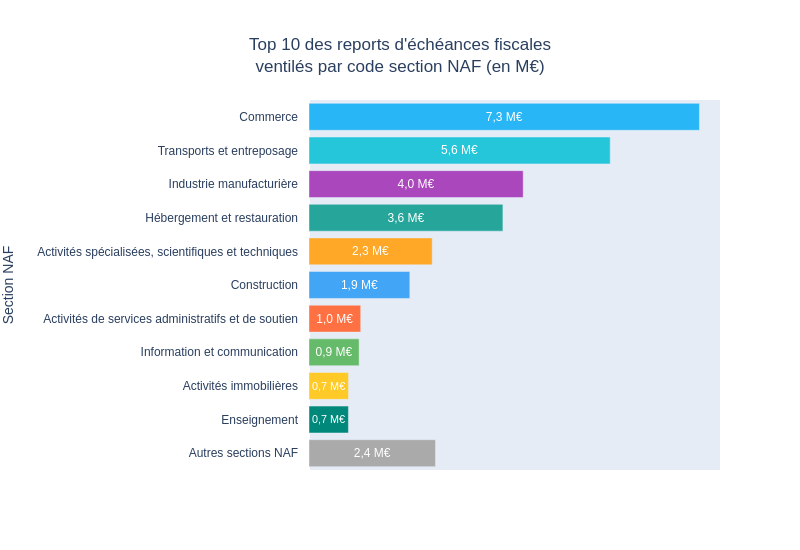 Top 10 des reports d'échéances fiscales
ventilés par code section NAF (en M€)
Section NAF
Commerce 7,3 M€
Transports et entreposage 5,6 M€
Industrie manufacturière 4,0 M€
Hébergement et restauration 3,6 M€
Activités spécialisées, scientifiques et techniques 2,3 M€
Construction 1,9 M€
Activités de services administratifs et de soutien 1,0 M€
Information et communication 0,9 M€
Activités immobilières 0,7 M€
Enseignement 0,7 M€
Autres sections NAF 2,4 M€